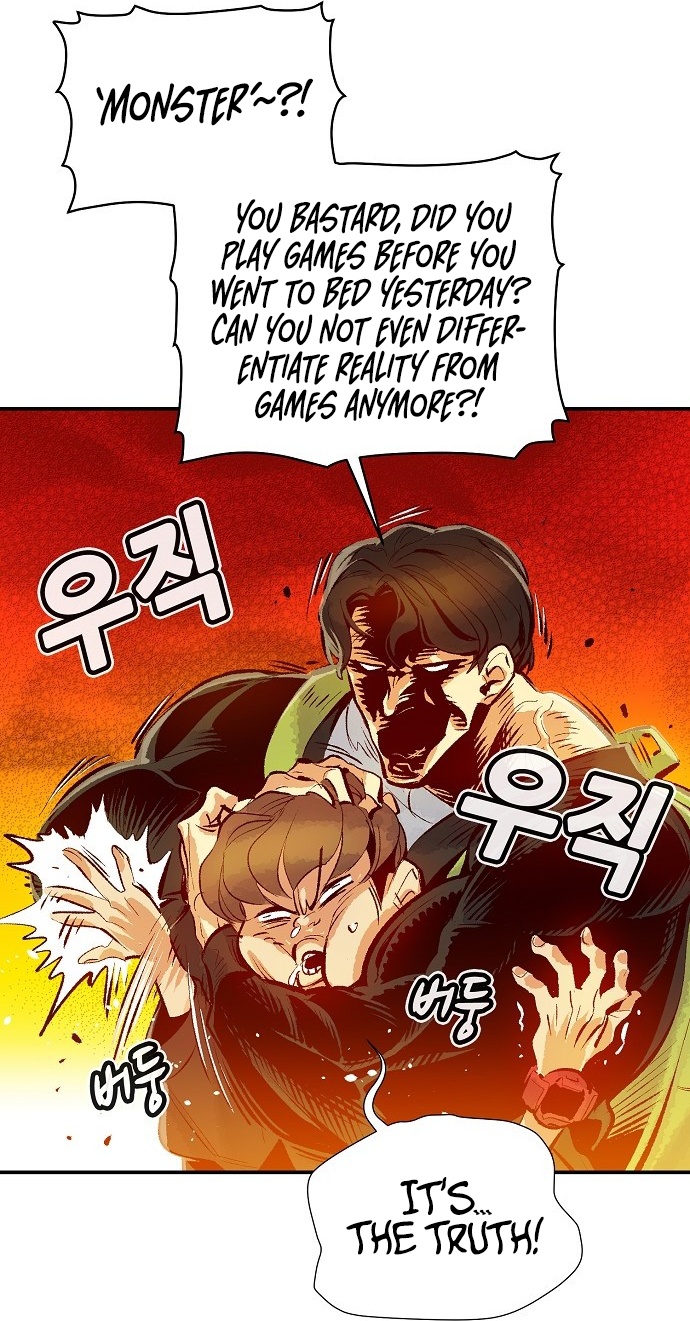 'MONSTER'~?!
YOU BASTARD, DID YOU
PLAY GAMES BEFORE YOU
WENT TO BED YESTERDAY?
CAN YOU NOT EVEN DIFFER-
ENTIATE REALITY FROM
GAMES ANYMORE?!
우직
우직
버둥
버둥
IT'S...
THE TRUTH!